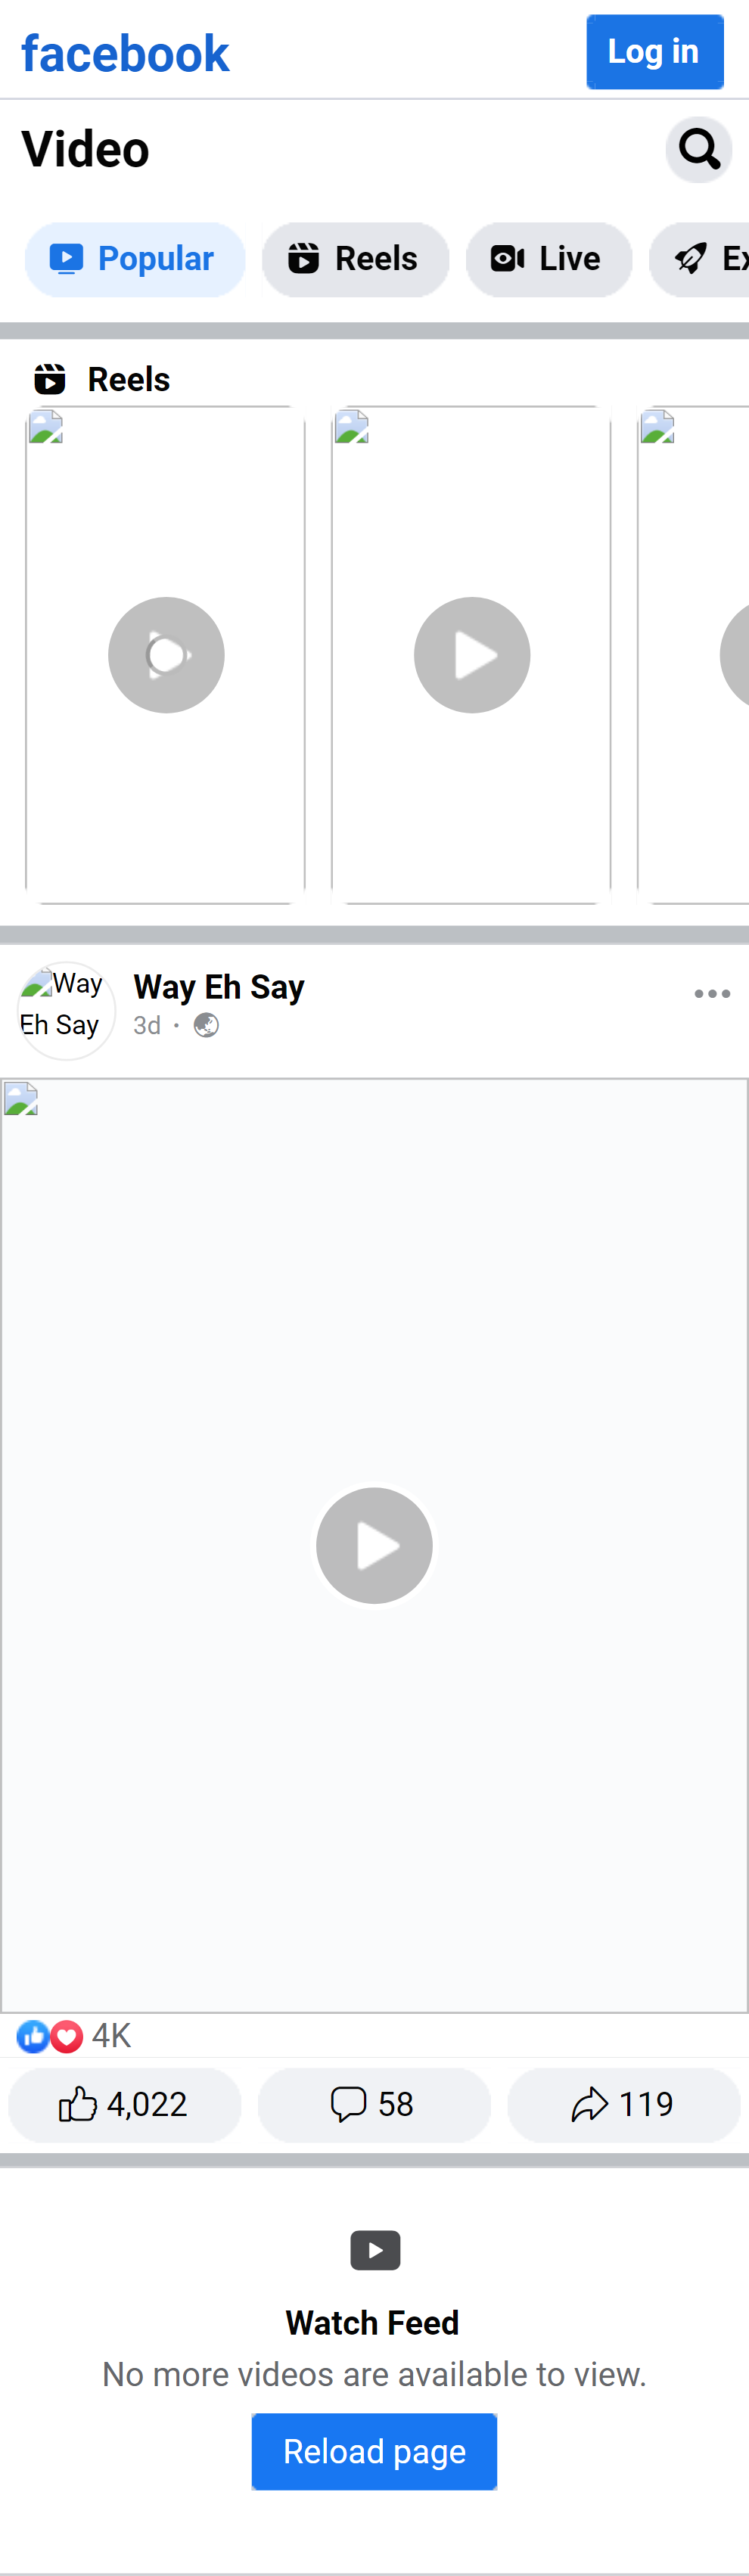 facebook
Log in
Video
Popular
Reels
Live
Ex
Reels
Way
Eh Say
Way Eh Say
3d ·
4K
4,022
58
119
Watch Feed
No more videos are available to view.
Reload page